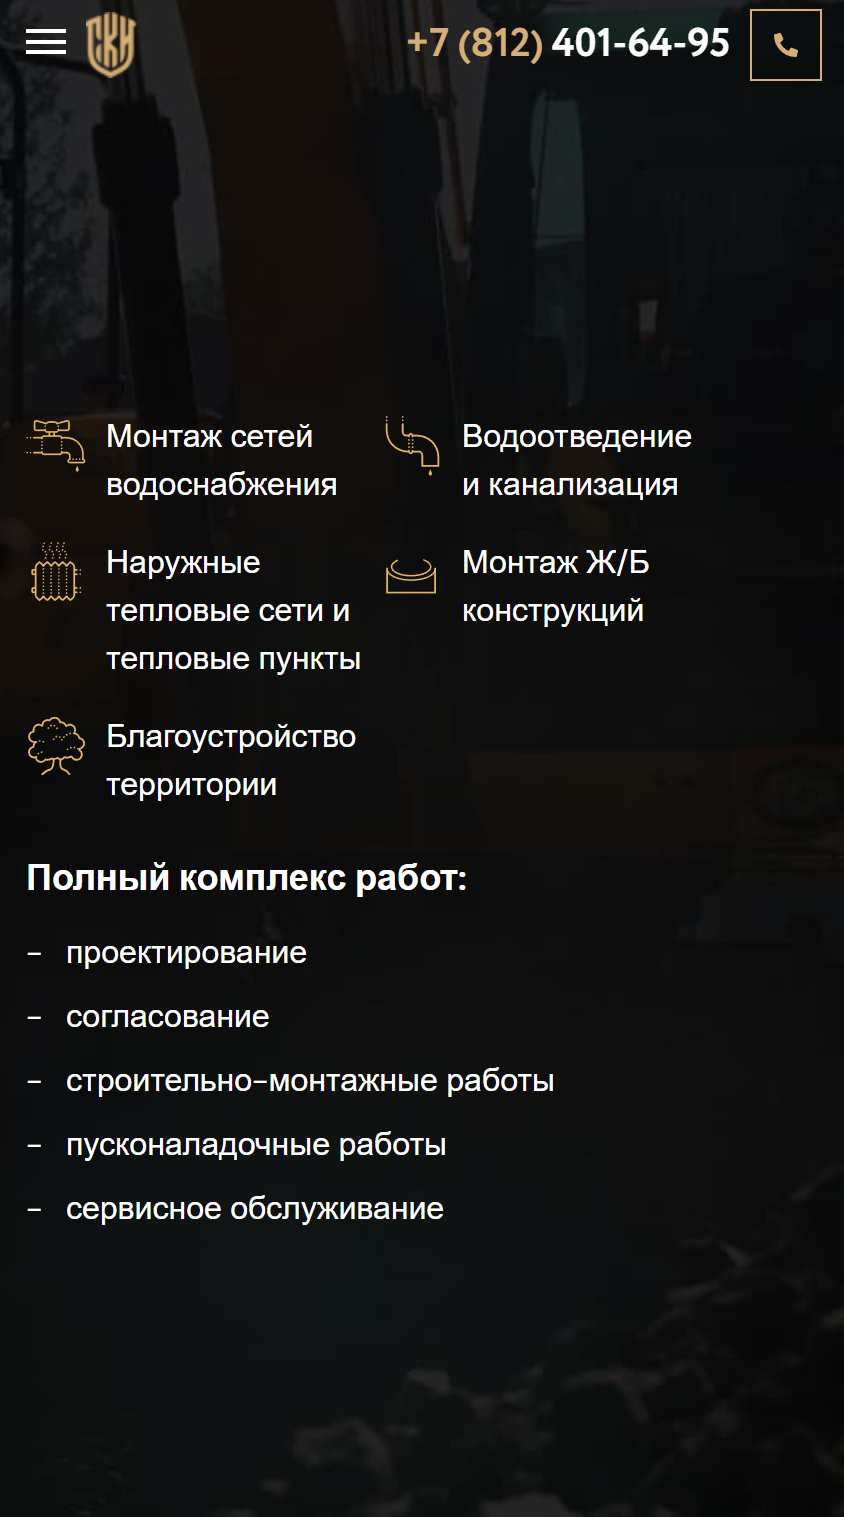 СКИ
+7 (812) 401-64-95
Монтаж сетей
водоснабжения
Водоотведение
и канализация
Наружные
тепловые сети и
тепловые пункты
Монтаж Ж/Б
конструкций
Благоустройство
территории
Полный комплекс работ:
– проектирование
– согласование
– строительно-монтажные работы
– пусконаладочные работы
– сервисное обслуживание